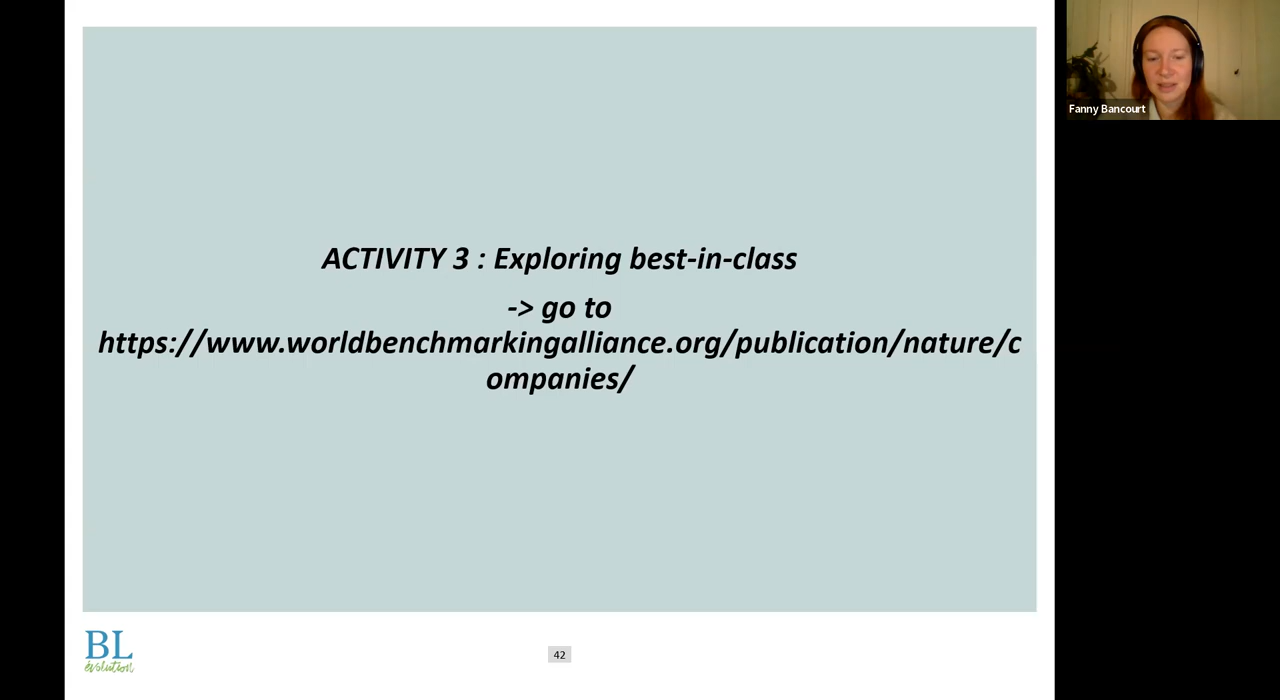 ACTIVITY 3 : Exploring best-in-class
-> go to
https://www.worldbenchmarkingalliance.org/publication/nature/c
ompanies/
Fanny Bancourt
BL
évolution
42